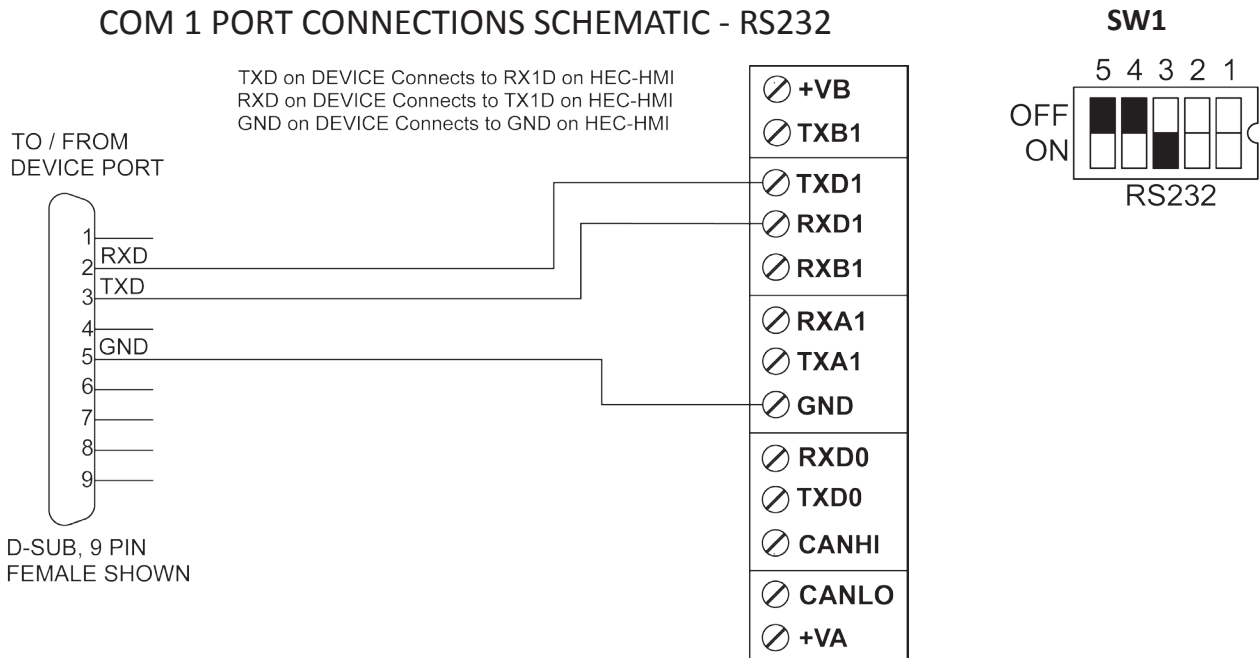 COM 1 PORT CONNECTIONS SCHEMATIC - RS232
TXD on DEVICE Connects to RX1D on HEC-HMI
RXD on DEVICE Connects to TX1D on HEC-HMI
GND on DEVICE Connects to GND on HEC-HMI
TO / FROM
DEVICE PORT
1
RXD
2
TXD
3
4
GND
5
6
7
8
9
D-SUB, 9 PIN
FEMALE SHOWN
+VB
TXB1
TXD1
RXD1
RXB1
RXA1
TXA1
GND
RXD0
TXD0
CANHI
CANLO
+VA
SW1
5 4 3 2 1
OFF
ON
RS232